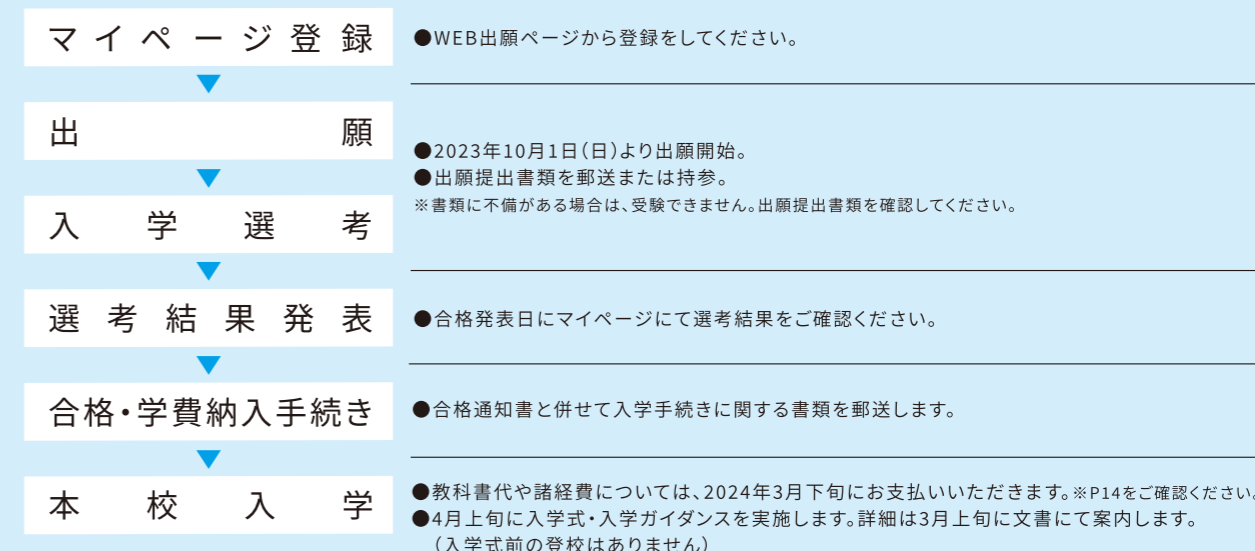 マイページ登録
●WEB出願ページから登録をしてください。
▼
出願
▼
●2023年10月1日(日)より出願開始。
●出願提出書類を郵送または持参。
※書類に不備がある場合は、受験できません。出願提出書類を確認してください。
入学選考
▼
選考結果発表
●合格発表日にマイページにて選考結果をご確認ください。
▼
合格・学費納入手続き
●合格通知書と併せて入学手続きに関する書類を郵送します。
▼
本校入学
●教科書代や諸経費については、2024年3月下旬にお支払いいただきます。※P14をご確認ください。
●4月上旬に入学式・入学ガイダンスを実施します。詳細は3月上旬に文書にて案内します。
(入学式前の登校はありません)